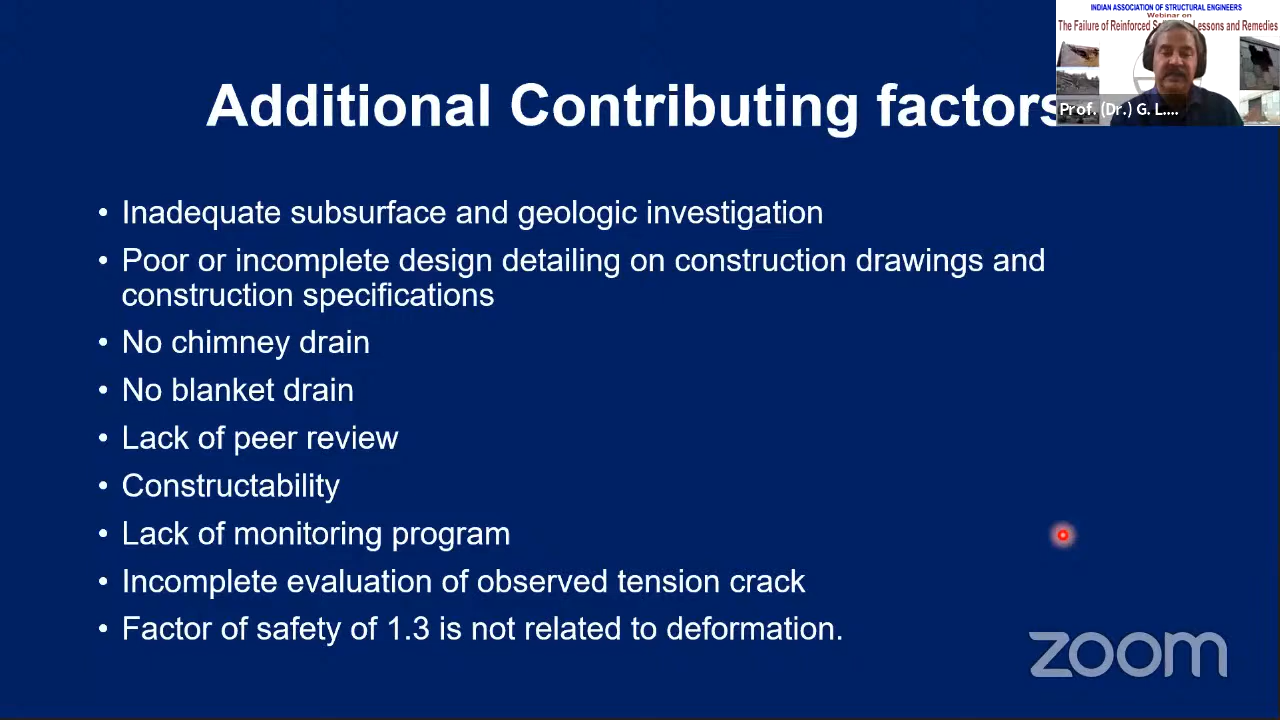 INDIAN ASSOCIATION OF STRUCTURAL ENGINEERS
Webinar on
The Failure of Reinforced Lessons and Remedies
Prof. (Dr.) G. L....
Additional Contributing factors
• Inadequate subsurface and geologic investigation
• Poor or incomplete design detailing on construction drawings and
construction specifications
• No chimney drain
• No blanket drain
• Lack of peer review
• Constructability
• Lack of monitoring program
• Incomplete evaluation of observed tension crack
• Factor of safety of 1.3 is not related to deformation.
zoom